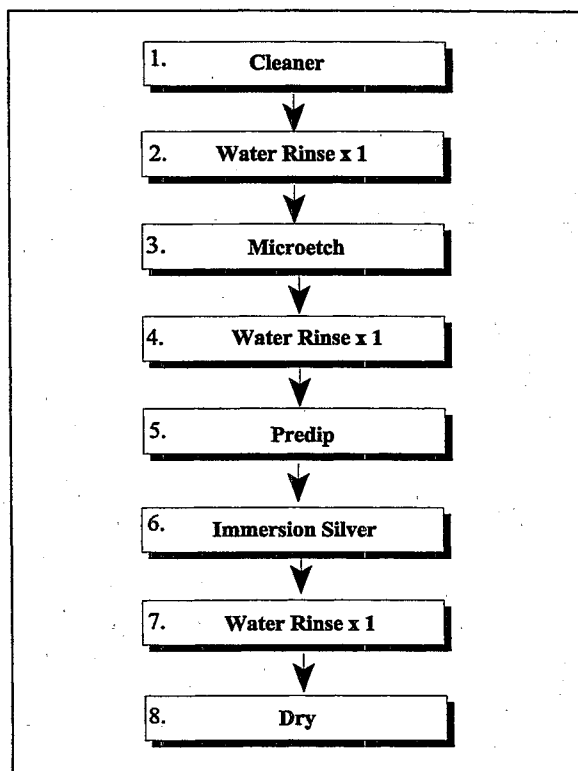 1. Cleaner
2. Water Rinse x 1
3. Microetch
4. Water Rinse x 1
5. Predip
6. Immersion Silver
7. Water Rinse x 1
8. Dry